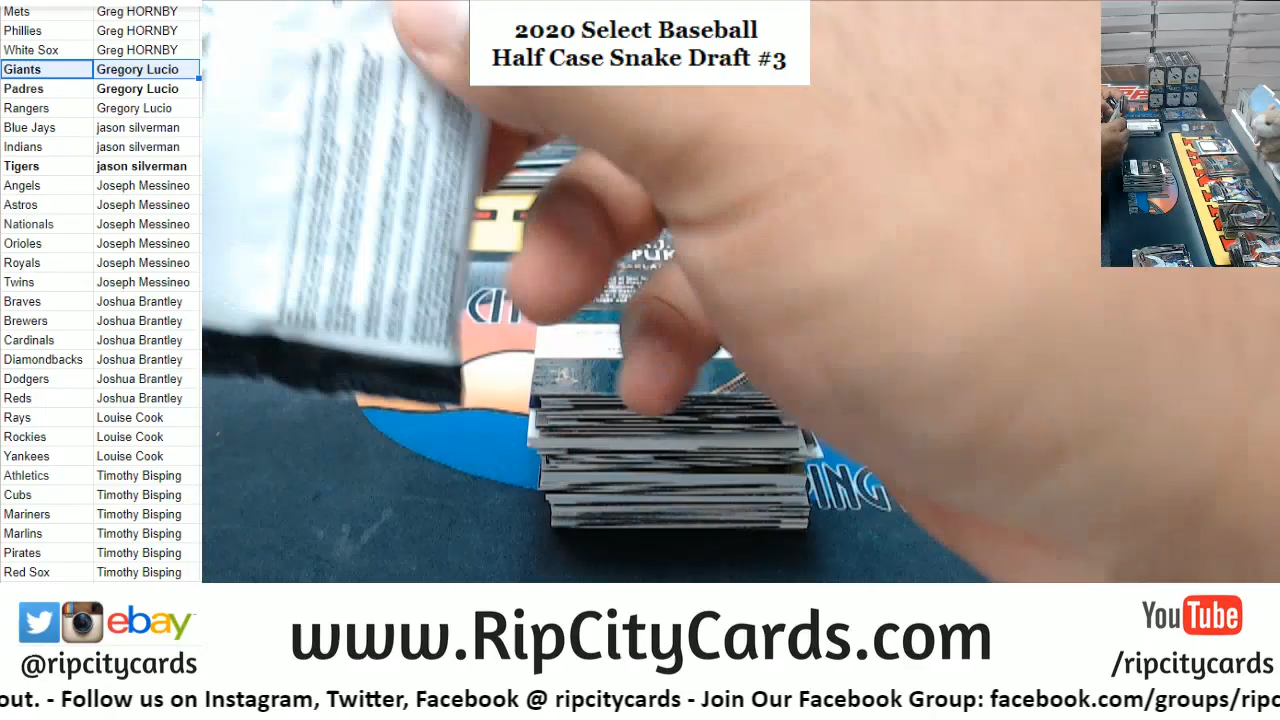 Mets Greg HORNBY
Phillies Greg HORNBY
White Sox Greg HORNBY
Giants Gregory Lucio
Padres Gregory Lucio
Rangers Gregory Lucio
Blue Jays jason silverman
Indians jason silverman
Tigers jason silverman
Angels Joseph Messineo
Astros Joseph Messineo
Nationals Joseph Messineo
Orioles Joseph Messineo
Royals Joseph Messineo
Twins Joseph Messineo
Braves Joshua Brantley
Brewers Joshua Brantley
Cardinals Joshua Brantley
Diamondbacks Joshua Brantley
Dodgers Joshua Brantley
Reds Joshua Brantley
Rays Louise Cook
Rockies Louise Cook
Yankees Louise Cook
Athletics Timothy Bisping
Cubs Timothy Bisping
Mariners Timothy Bisping
Marlins Timothy Bisping
Pirates Timothy Bisping
Red Sox Timothy Bisping
2020 Select Baseball
Half Case Snake Draft #3
ebay
@ripcitycards
www.RipCityCards.com
YouTube
/ripcitycards
out. - Follow us on Instagram, Twitter, Facebook @ ripcitycards - Join Our Facebook Group: facebook.com/groups/ripc